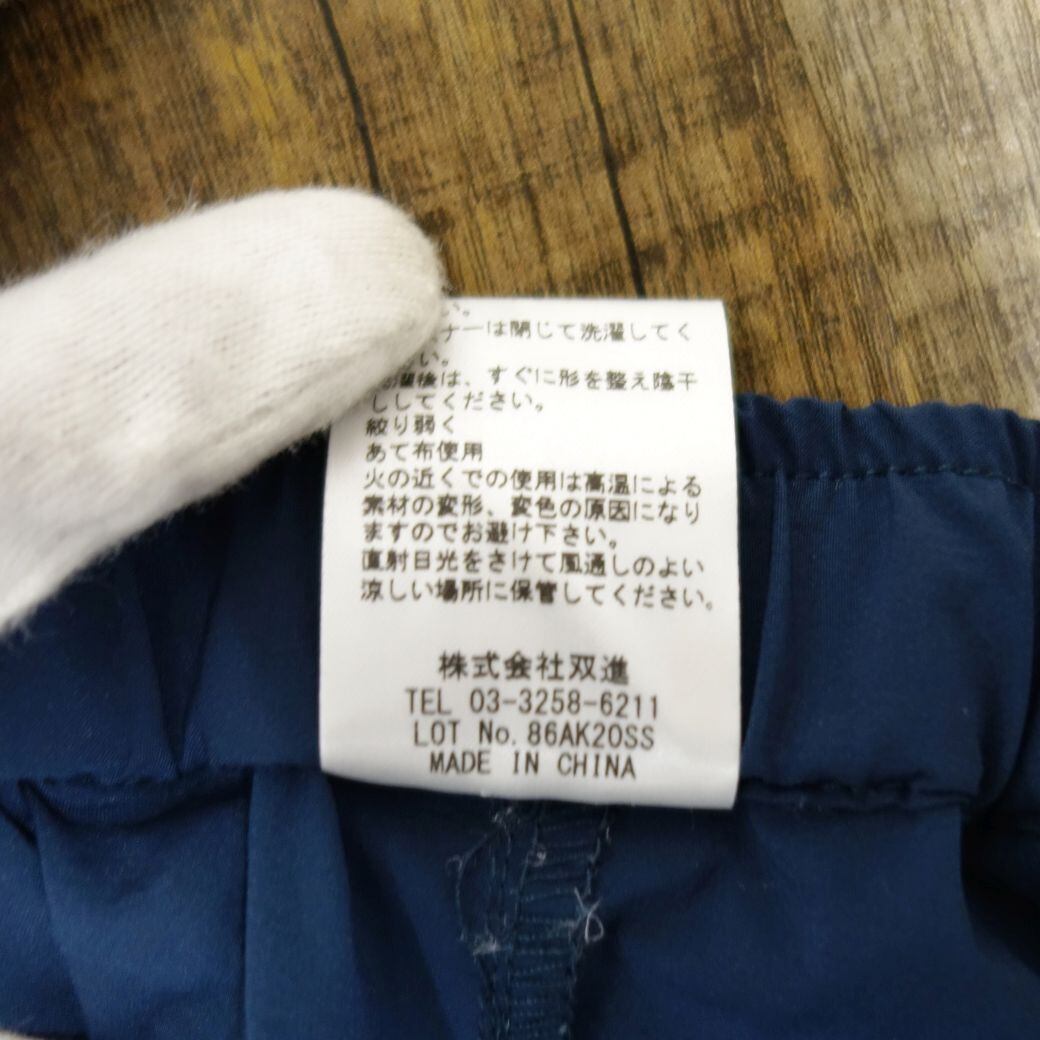 い。
ナーは閉じて洗濯してく
さい。
濯後は、すぐに形を整え陰干
ししてください。
絞り弱く
あて布使用
火の近くでの使用は高温による
素材の変形、変色の原因になり
ますのでお避け下さい。
直射日光をさけて風通しのよい
涼しい場所に保管してください。
株式会社双進
TEL 03-3258-6211
LOT No. 86AK20SS
MADE IN CHINA